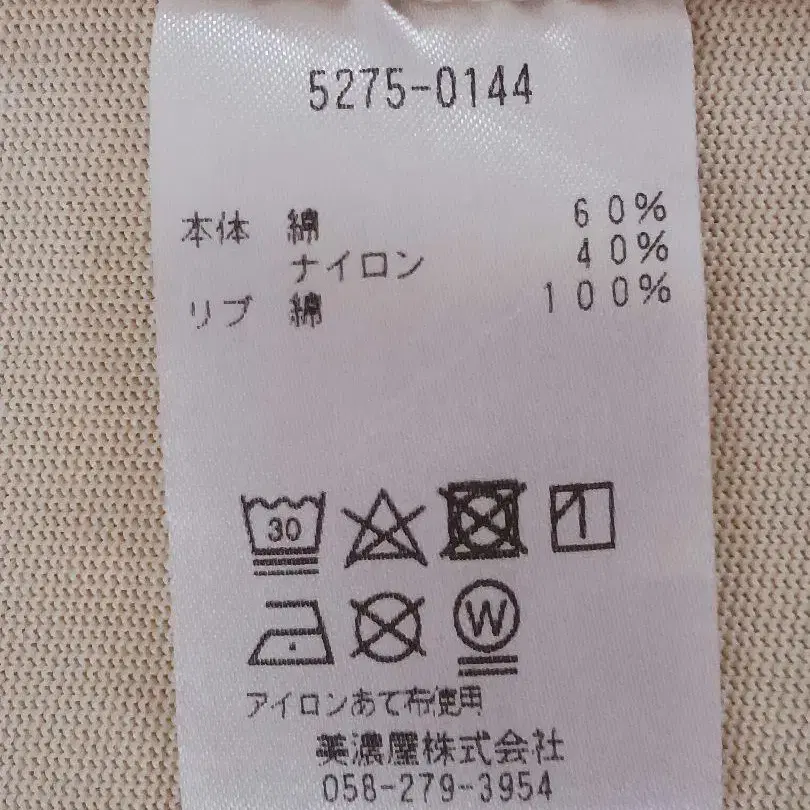 5275-0144
本体 綿 60%
ナイロン 40%
リブ 綿 100%
30
W
アイロンあて布使用
美濃屋株式会社
058-279-3954